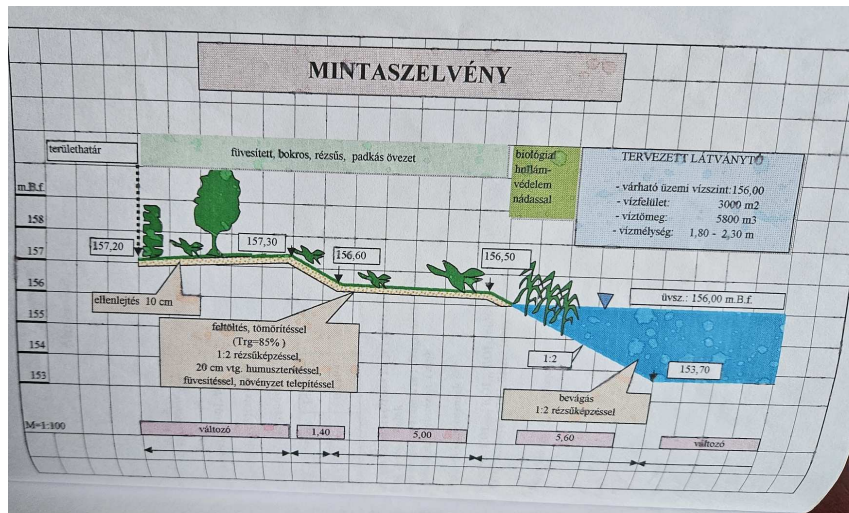 MINTASZELVÉNY
területhatár
füvesített, bokros, rézsűs, padkás övezet
biológiai
hullám-
védelem
nádassal
TERVEZETT LÁTVÁNYTÓ
- várható üzemi vízszint:156,00
- vízfelület: 3000 m2
- víztömeg: 5800 m3
- vízmélység: 1,80 - 2,30 m
m.B.f.
158
157
156
155
154
153
157,20
157,30
156,60
156,50
ellenlejtés 10 cm
üvsz.: 156,00 m.B.f.
feltöltés, tömörítéssel
(Trg=85% )
1:2 rézsűképzéssel,
20 cm vtg. humuszterítéssel,
füvesítéssel, növényzet telepítéssel
1:2
153,70
bevágás
1:2 rézsűképzéssel
M=1:100
változó
1,40
5,00
5,60
változó